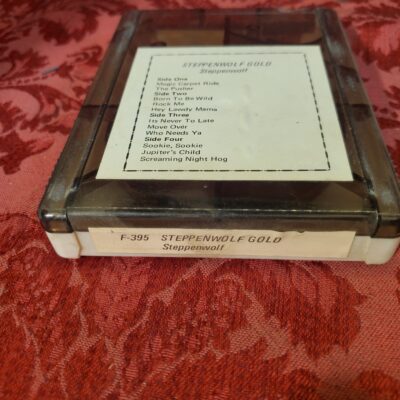 STEPPENWOLF GOLD
Steppenwolf
Side One
Magic Carpet Ride
The Pusher
Side Two
Born To Be Wild
Rock Me
Hey Lawdy Mama
Side Three
Its Never To Late
Move Over
Who Needs Ya
Side Four
Sookie, Sookie
Jupiter's Child
Screaming Night Hog
F-395 STEPPENWOLF GOLD
Steppenwolf